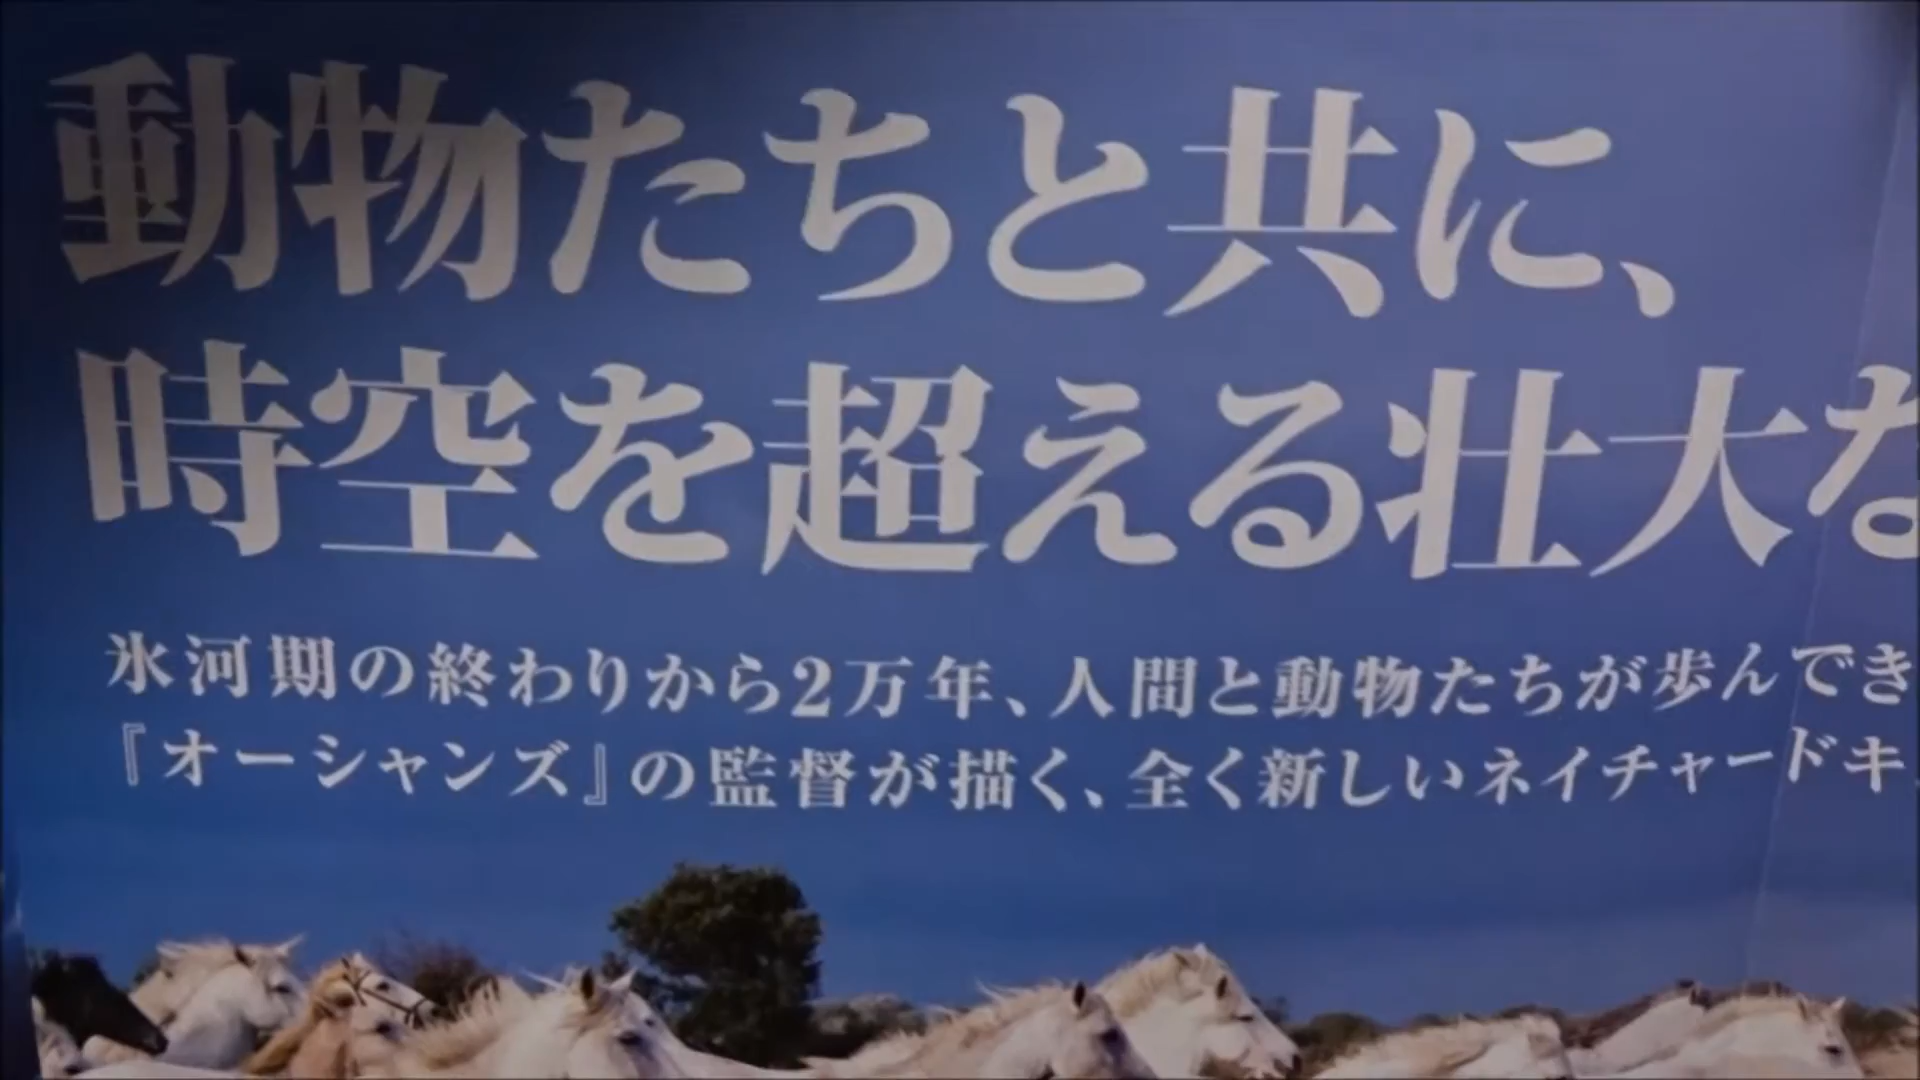 動物たちと共に、
時空を超える壮大な
氷河期の終わりから2万年、人間と動物たちが歩んでき
『オーシャンズ』の監督が描く、全く新しいネイチャードキ